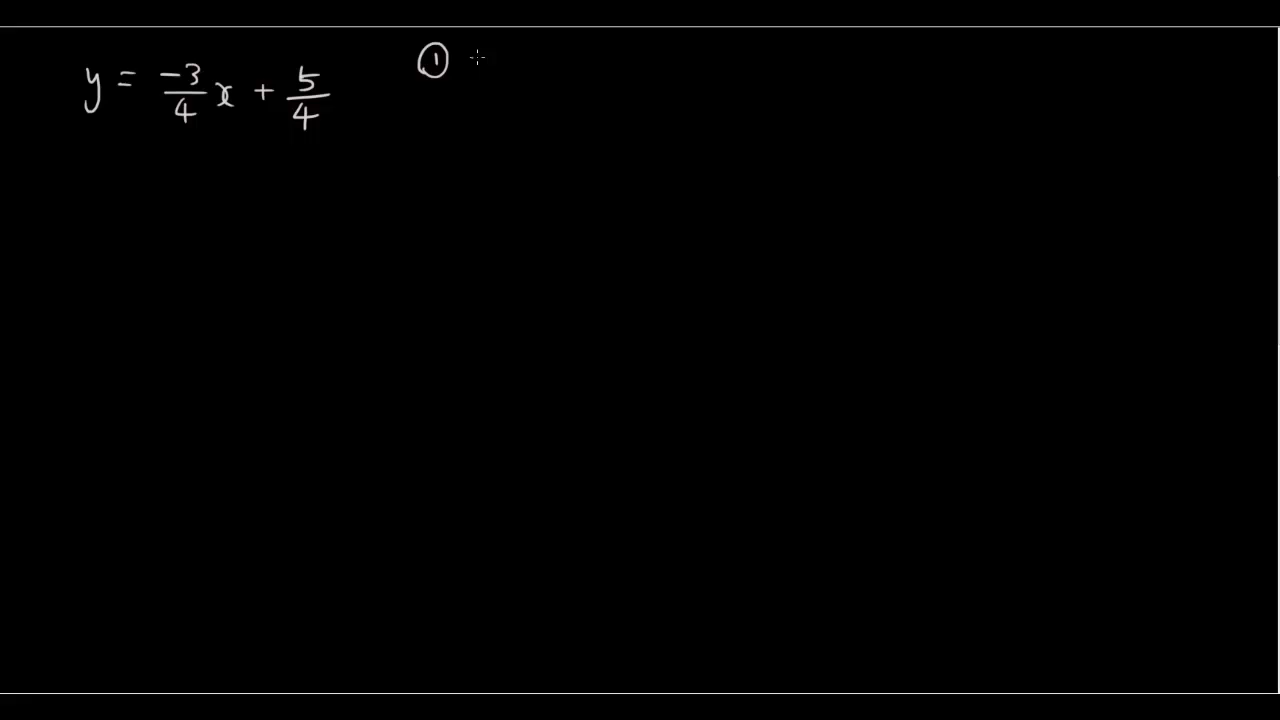 y = -3/4 x + 5/4
①